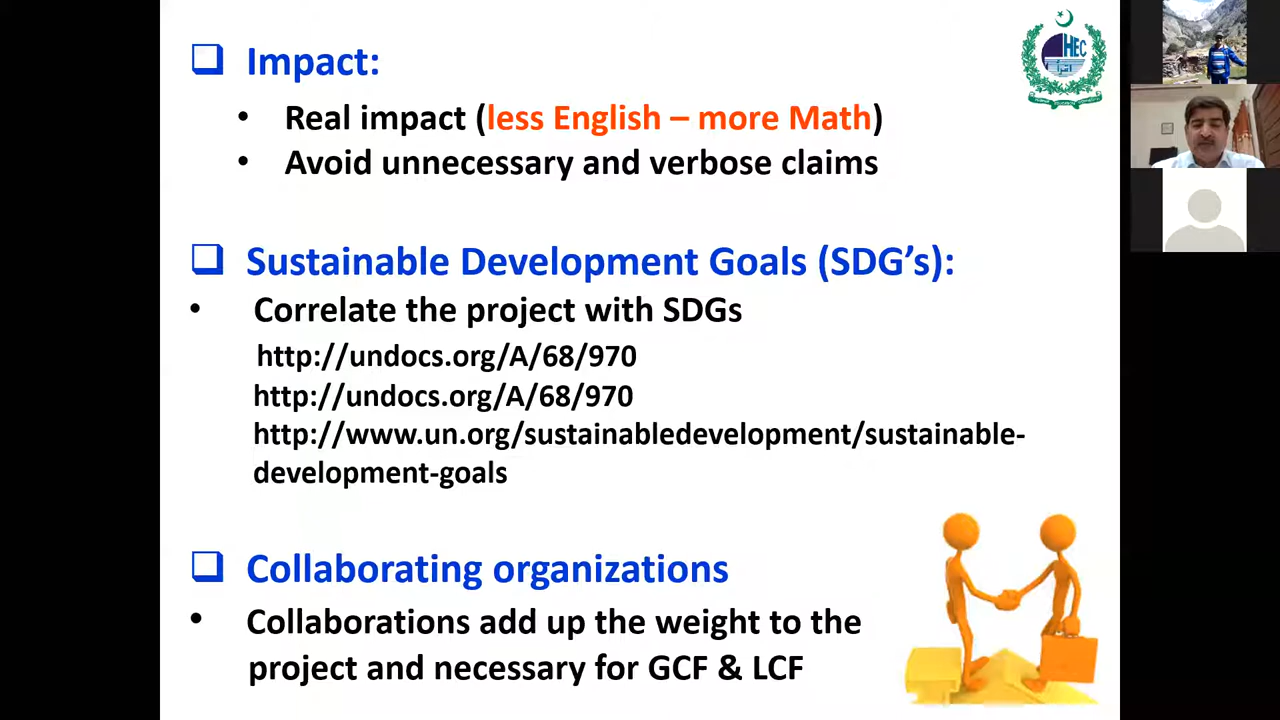 ❑ Impact:
• Real impact (less English – more Math)
• Avoid unnecessary and verbose claims
❑ Sustainable Development Goals (SDG’s):
• Correlate the project with SDGs
http://undocs.org/A/68/970
http://undocs.org/A/68/970
http://www.un.org/sustainabledevelopment/sustainable-
development-goals
❑ Collaborating organizations
• Collaborations add up the weight to the
project and necessary for GCF & LCF
HEC